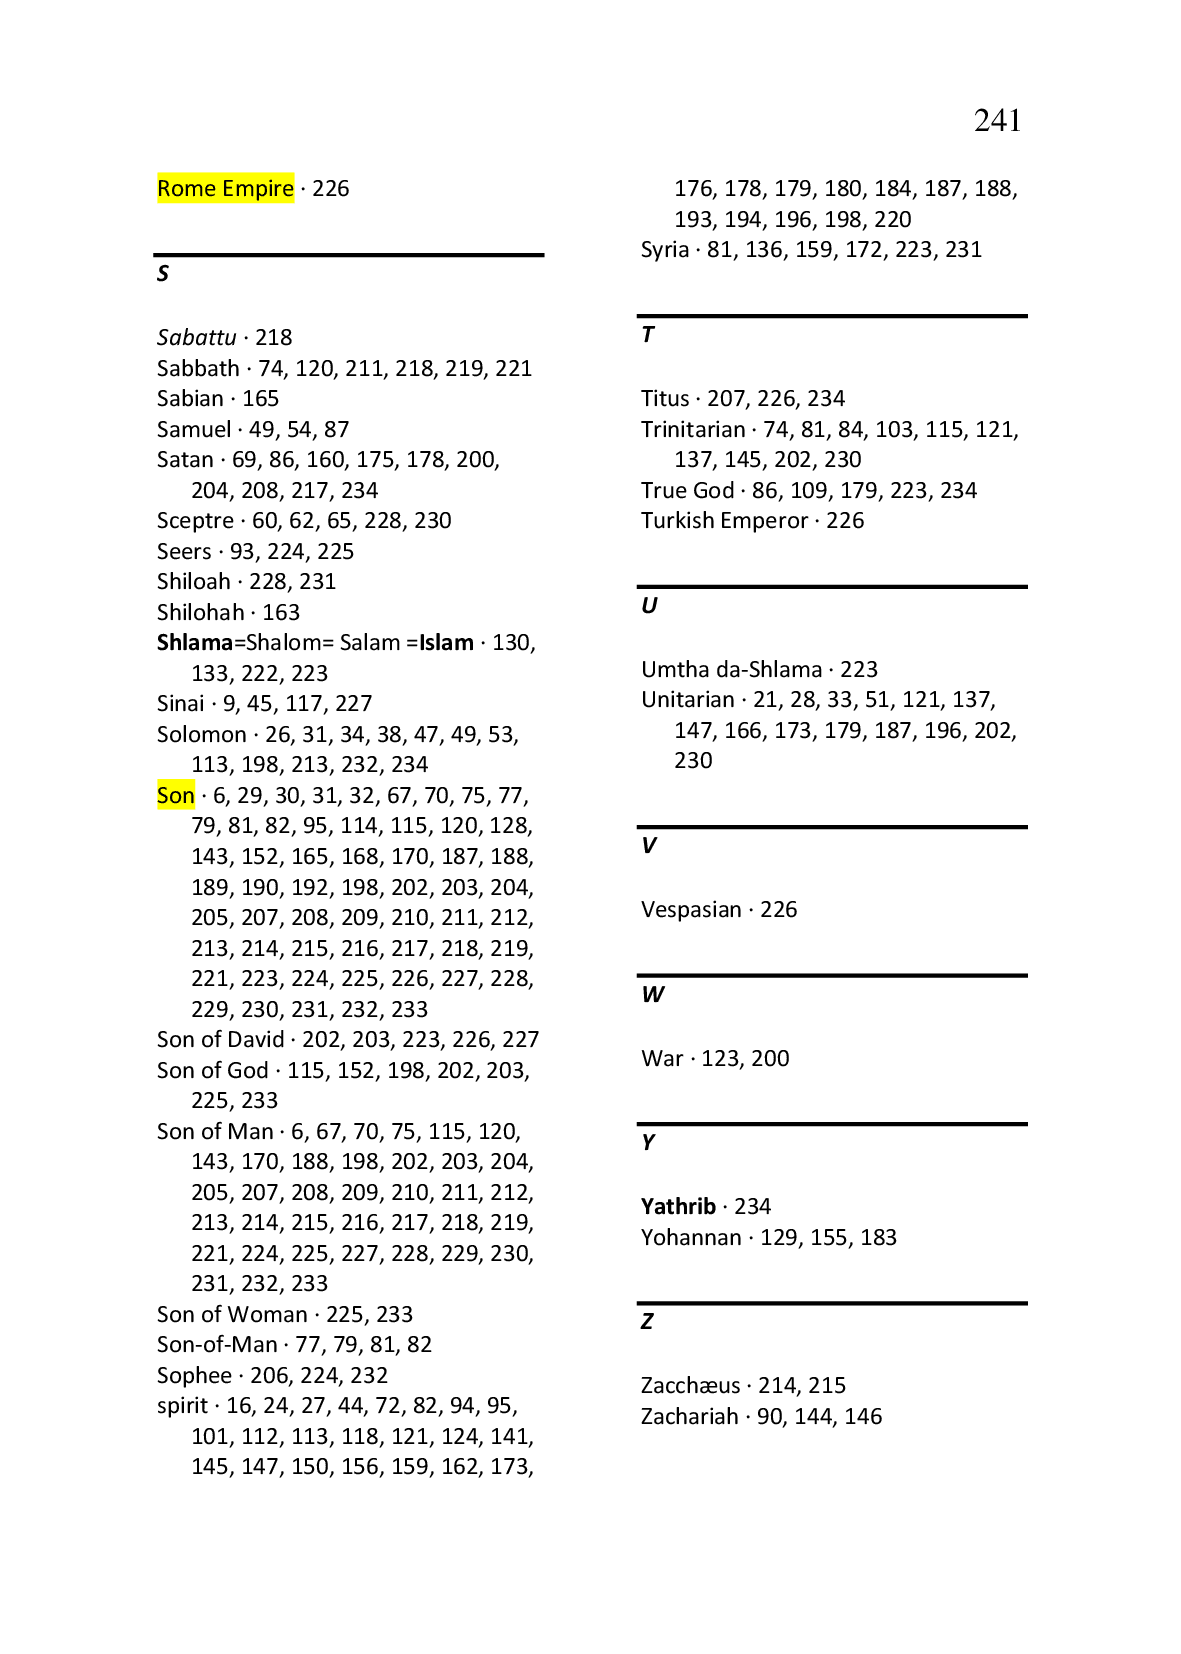 241
Rome Empire · 226
S
Sabattu · 218
Sabbath · 74, 120, 211, 218, 219, 221
Sabian · 165
Samuel · 49, 54, 87
Satan · 69, 86, 160, 175, 178, 200,
204, 208, 217, 234
Sceptre · 60, 62, 65, 228, 230
Seers · 93, 224, 225
Shiloah · 228, 231
Shilohah · 163
Shlama=Shalom= Salam =Islam · 130,
133, 222, 223
Sinai · 9, 45, 117, 227
Solomon · 26, 31, 34, 38, 47, 49, 53,
113, 198, 213, 232, 234
Son · 6, 29, 30, 31, 32, 67, 70, 75, 77,
79, 81, 82, 95, 114, 115, 120, 128,
143, 152, 165, 168, 170, 187, 188,
189, 190, 192, 198, 202, 203, 204,
205, 207, 208, 209, 210, 211, 212,
213, 214, 215, 216, 217, 218, 219,
221, 223, 224, 225, 226, 227, 228,
229, 230, 231, 232, 233
Son of David · 202, 203, 223, 226, 227
Son of God · 115, 152, 198, 202, 203,
225, 233
Son of Man · 6, 67, 70, 75, 115, 120,
143, 170, 188, 198, 202, 203, 204,
205, 207, 208, 209, 210, 211, 212,
213, 214, 215, 216, 217, 218, 219,
221, 224, 225, 227, 228, 229, 230,
231, 232, 233
Son of Woman · 225, 233
Son-of-Man · 77, 79, 81, 82
Sophee · 206, 224, 232
spirit · 16, 24, 27, 44, 72, 82, 94, 95,
101, 112, 113, 118, 121, 124, 141,
145, 147, 150, 156, 159, 162, 173,
176, 178, 179, 180, 184, 187, 188,
193, 194, 196, 198, 220
Syria · 81, 136, 159, 172, 223, 231
T
Titus · 207, 226, 234
Trinitarian · 74, 81, 84, 103, 115, 121,
137, 145, 202, 230
True God · 86, 109, 179, 223, 234
Turkish Emperor · 226
U
Umtha da-Shlama · 223
Unitarian · 21, 28, 33, 51, 121, 137,
147, 166, 173, 179, 187, 196, 202,
230
V
Vespasian · 226
W
War · 123, 200
Y
Yathrib · 234
Yohannan · 129, 155, 183
Z
Zacchæus · 214, 215
Zachariah · 90, 144, 146